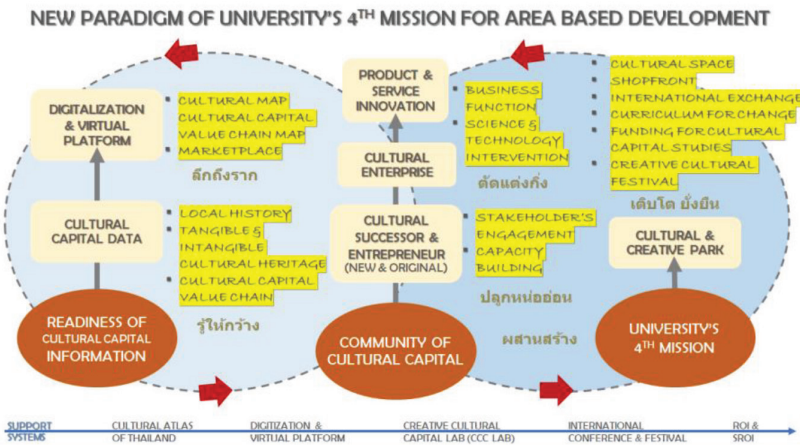 NEW PARADIGM OF UNIVERSITY'S 4TH MISSION FOR AREA BASED DEVELOPMENT
DIGITALIZATION
& VIRTUAL
PLATFORM
• CULTURAL MAP
CULTURAL CAPITAL
VALUE CHAIN MAP
• MARKETPLACE
ลึกถึงราก
CULTURAL
CAPITAL DATA
• LOCAL HISTORY
• TANGIBLE &
INTANGIBLE
CULTURAL HERITAGE
• CULTURAL CAPITAL
VALUE CHAIN
รู้ให้กว้าง
READINESS OF
CULTURAL CAPITAL
INFORMATION
PRODUCT &
SERVICE
INNOVATION
• BUSINESS
FUNCTION
• SCIENCE &
TECHNOLOGY
INTERVENTION
ตัดแต่งกิ่ง
CULTURAL
ENTERPRISE
CULTURAL
SUCCESSOR &
ENTREPRENEUR
(NEW & ORIGINAL)
• STAKEHOLDER'S
ENGAGEMENT
• CAPACITY
BUILDING
ปลูกหน่ออ่อน
ผสานสร้าง
COMMUNITY OF
CULTURAL CAPITAL
• CULTURAL SPACE
• SHOPFRONT
• INTERNATIONAL EXCHANGE
• CURRICULUM FOR CHANGE
• FUNDING FOR CULTURAL
CAPITAL STUDIES
• CREATIVE CULTURAL
FESTIVAL
เติบโต ยั่งยืน
CULTURAL &
CREATIVE PARK
UNIVERSITY'S
4TH MISSION
SUPPORT
SYSTEMS
CULTURAL ATLAS
OF THAILAND
DIGITIZATION &
VIRTUAL PLATFORM
CREATIVE CULTURAL
CAPITAL LAB (CCC LAB)
INTERNATIONAL
CONFERENCE & FESTIVAL
ROI &
SROI